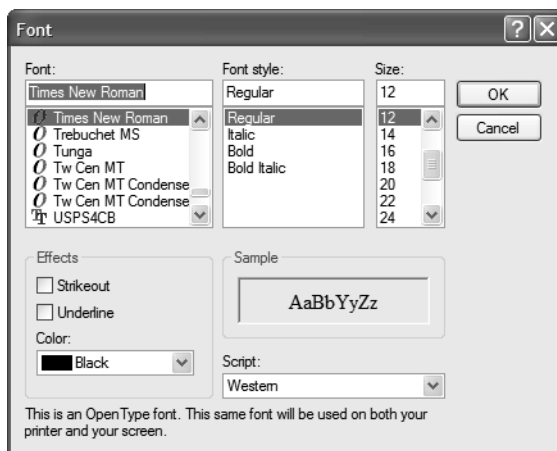 Font
Font: Font style: Size:
Times New Roman Regular 12
Times New Roman Regular 12
Trebuchet MS Italic 14
Tunga Bold 16
Tw Cen MT Bold Italic 18
Tw Cen MT Condense 20
Tw Cen MT Condense 22
USPS4CB 24
OK
Cancel
Effects
Strikeout
Underline
Color:
Black
Sample
AaBbYyZz
Script:
Western
This is an OpenType font. This same font will be used on both your
printer and your screen.